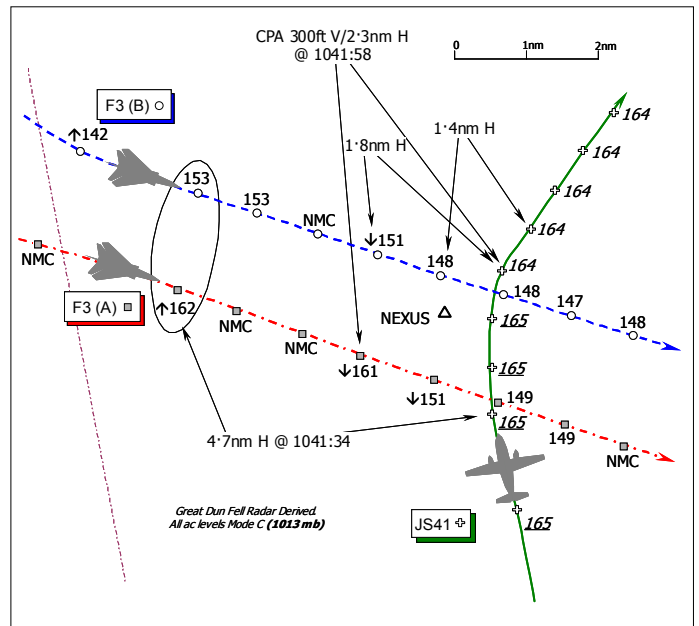 CPA 300ft V/2·3nm H
@ 1041:58
0
1nm
2nm
F3 (B)
↑142
1·8nm H
1·4nm H
164
164
164
164
164
153
153
NMC
↓151
148
148
147
148
NMC
F3 (A)
↑162
NMC
NMC
↓161
↓151
149
149
NMC
NEXUS
165
165
165
165
4·7nm H @ 1041:34
Great Dun Fell Radar Derived.
All ac levels Mode C (1013 mb)
JS41